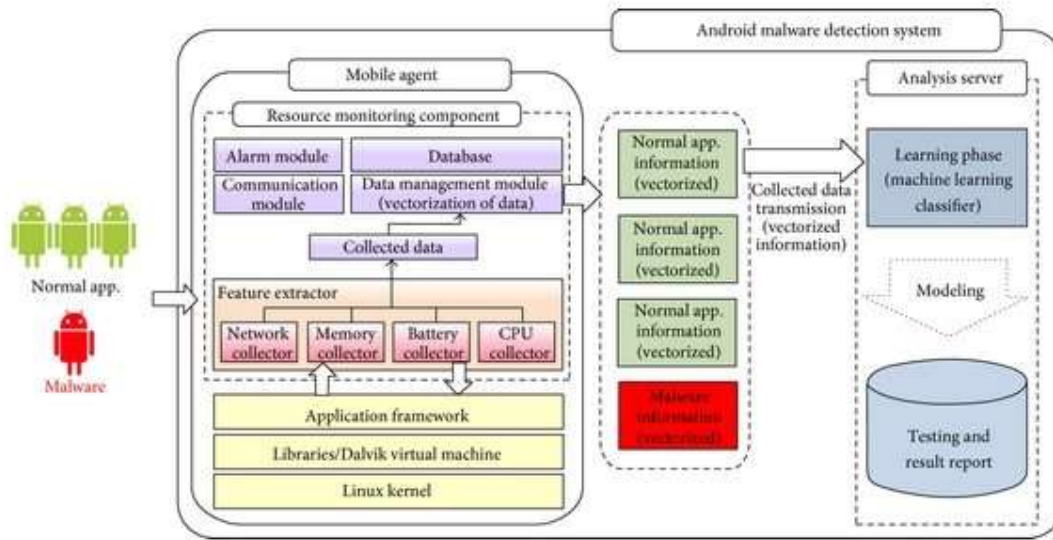 Android malware detection system
Mobile agent
Analysis server
Resource monitoring component
Alarm module
Database
Communication
module
Data management module
(vectorization of data)
Collected data
Feature extractor
Network
collector
Memory
collector
Battery
collector
CPU
collector
Application framework
Libraries/Dalvik virtual machine
Linux kernel
Normal app.
Malware
Normal app.
information
(vectorized)
Normal app.
information
(vectorized)
Normal app.
information
(vectorized)
Malware
information
(vectorized)
Collected data
transmission
(vectorized
information)
Learning phase
(machine learning
classifier)
Modeling
Testing and
result report